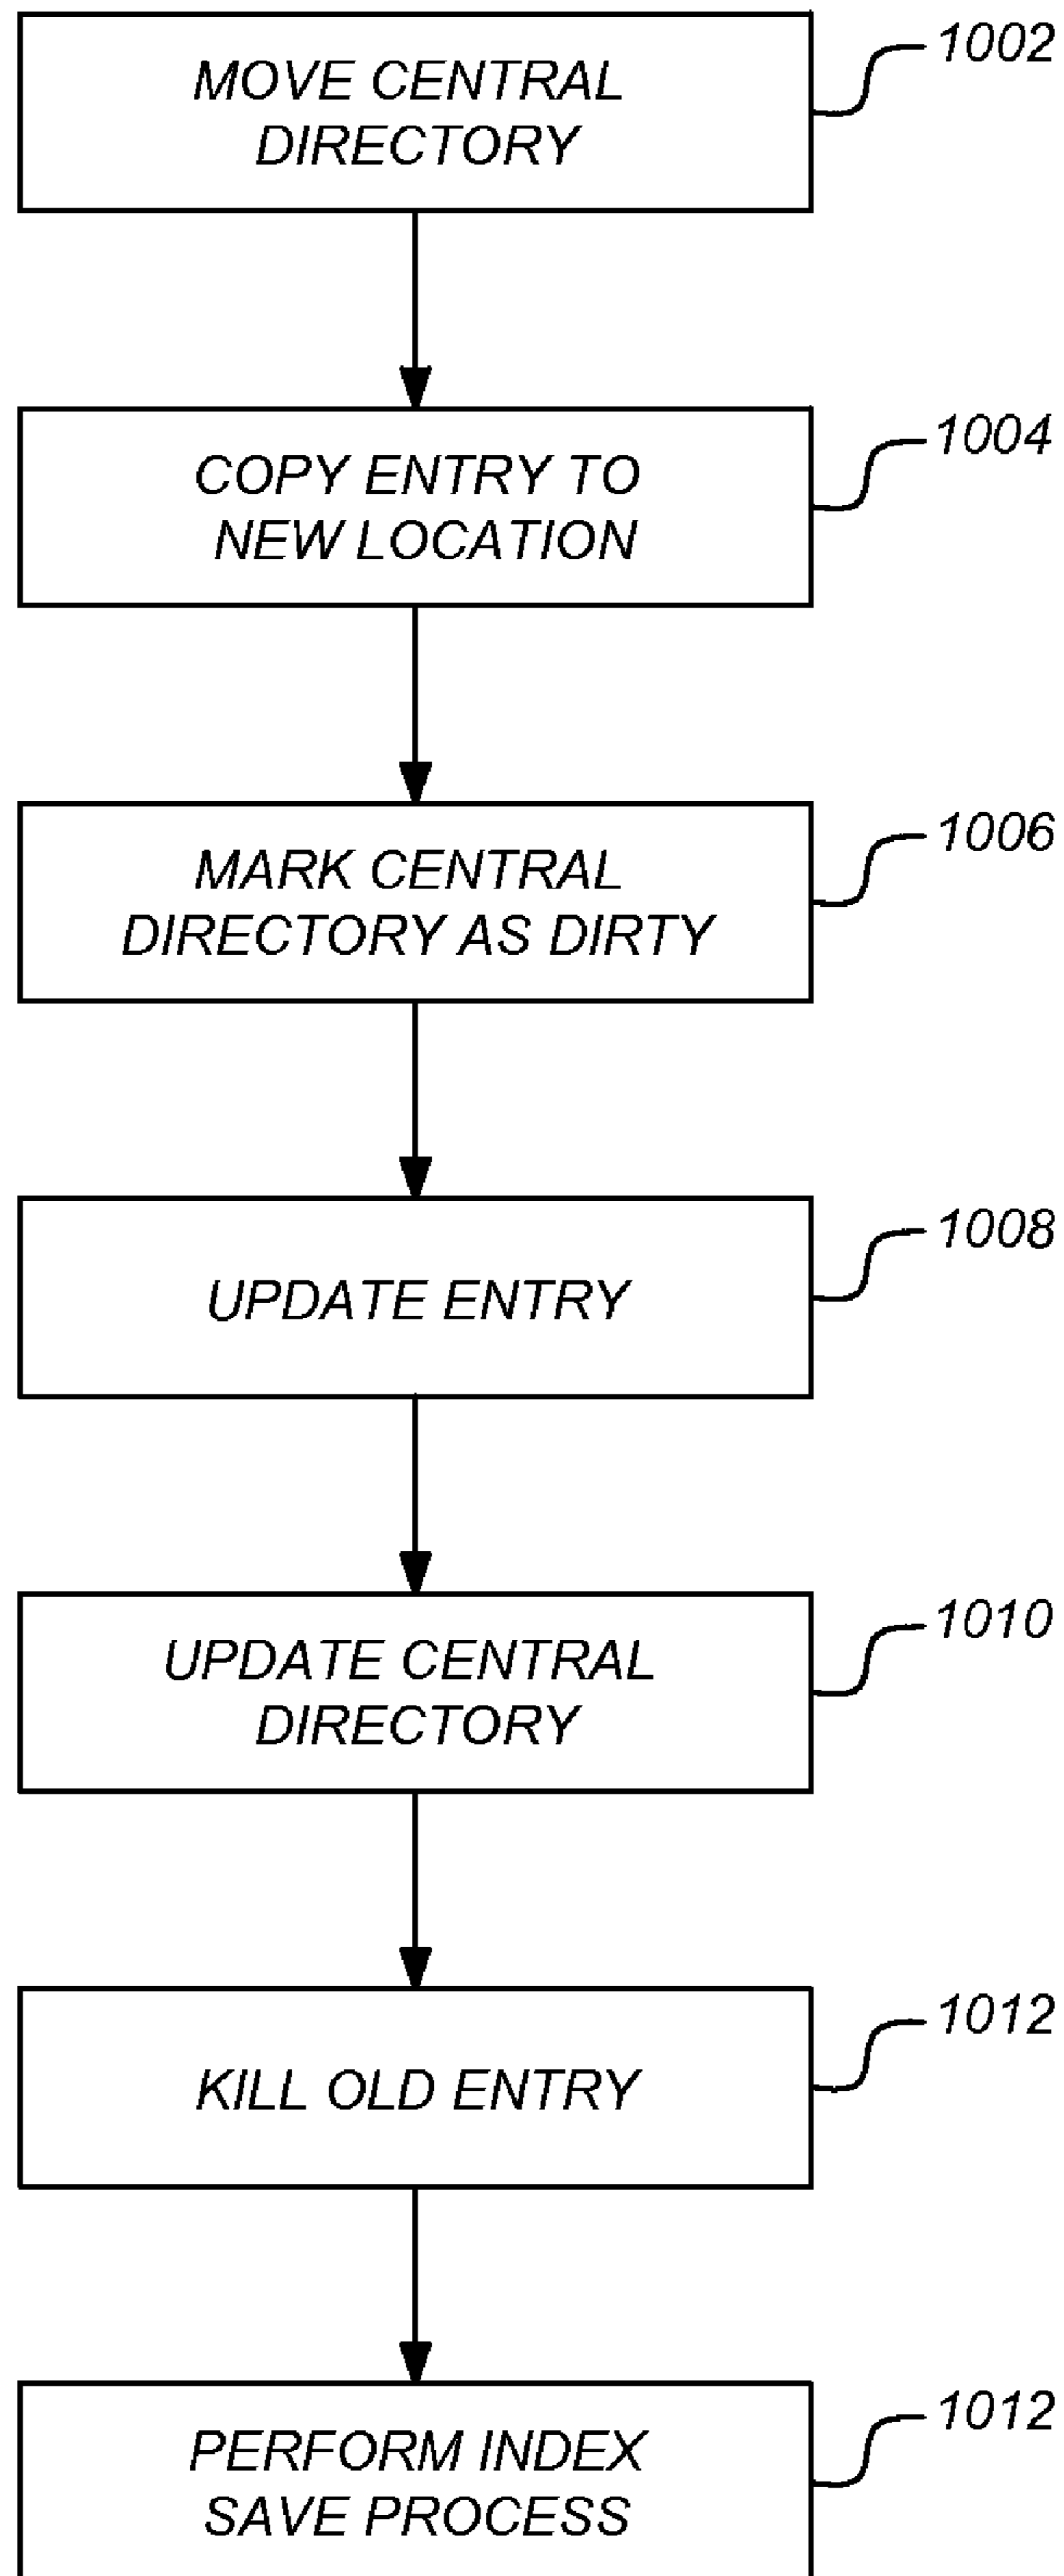 MOVE CENTRAL
DIRECTORY
1002
COPY ENTRY TO
NEW LOCATION
1004
MARK CENTRAL
DIRECTORY AS DIRTY
1006
UPDATE ENTRY
1008
UPDATE CENTRAL
DIRECTORY
1010
KILL OLD ENTRY
1012
PERFORM INDEX
SAVE PROCESS
1012